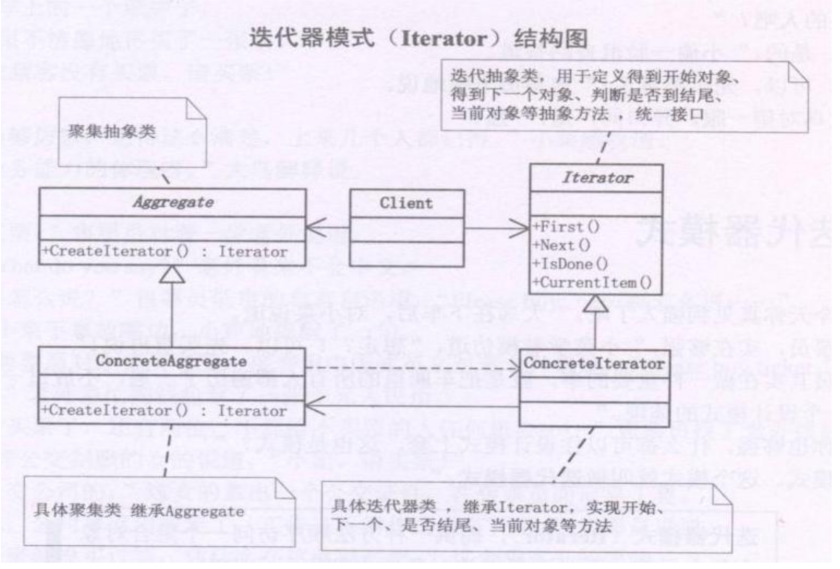 迭代器模式（Iterator）结构图
迭代抽象类，用于定义得到开始对象、
得到下一个对象、判断是否到结尾、
当前对象等抽象方法，统一接口
聚集抽象类
Aggregate
+CreateIterator() : Iterator
Client
Iterator
+First()
+Next()
+IsDone()
+CurrentItem()
ConcreteAggregate
+CreateIterator() : Iterator
ConcreteIterator
具体聚集类 继承Aggregate
具体迭代器类 ，继承Iterator，实现开始、
下一个、是否结尾、当前对象等方法